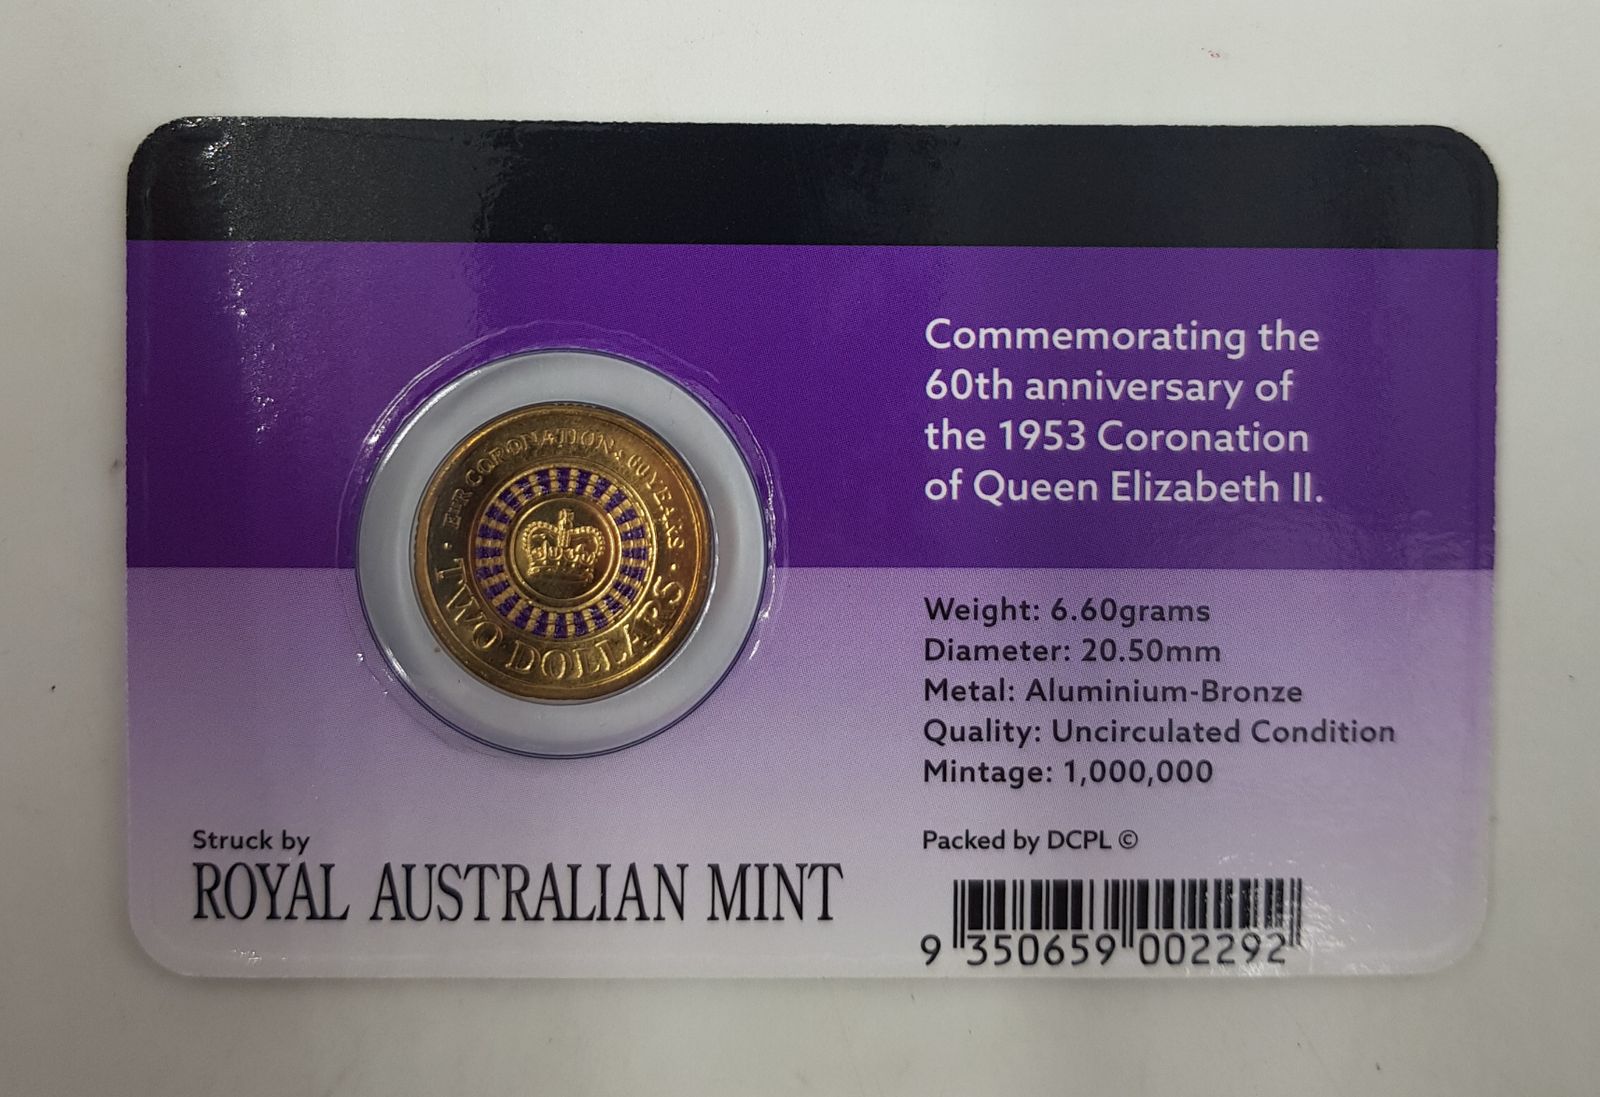 EIIR CORONATION · 60 YEARS ·
TWO DOLLARS ·
Commemorating the
60th anniversary of
the 1953 Coronation
of Queen Elizabeth II.
Weight: 6.60grams
Diameter: 20.50mm
Metal: Aluminium-Bronze
Quality: Uncirculated Condition
Mintage: 1,000,000
Struck by
ROYAL AUSTRALIAN MINT
Packed by DCPL ©
9 350659 002292